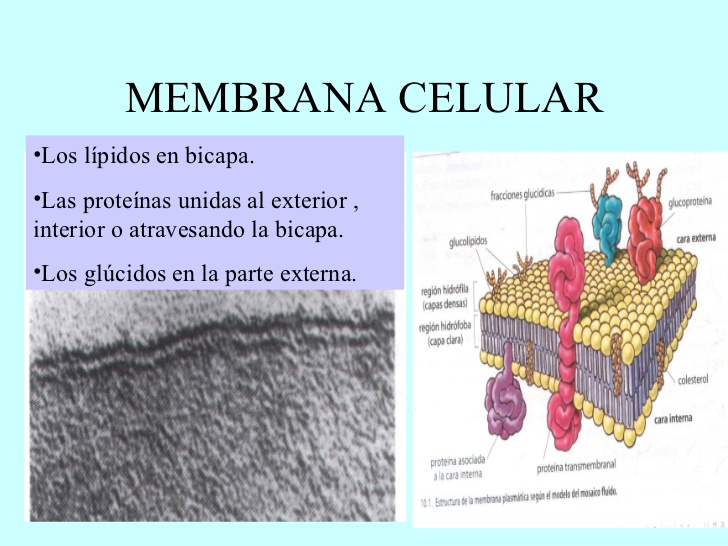 MEMBRANA CELULAR
•Los lípidos en bicapa.
•Las proteínas unidas al exterior ,
interior o atravesando la bicapa.
•Los glúcidos en la parte externa.
fracciones glucídicas
glucoproteína
glucolípidos
cara externa
región hidrófila
(capas densas)
región hidrófoba
(capa clara)
colesterol
cara interna
proteína asociada
a la cara interna
proteína transmembranal
10.1. Estructura de la membrana plasmática según el modelo del mosaico fluido.